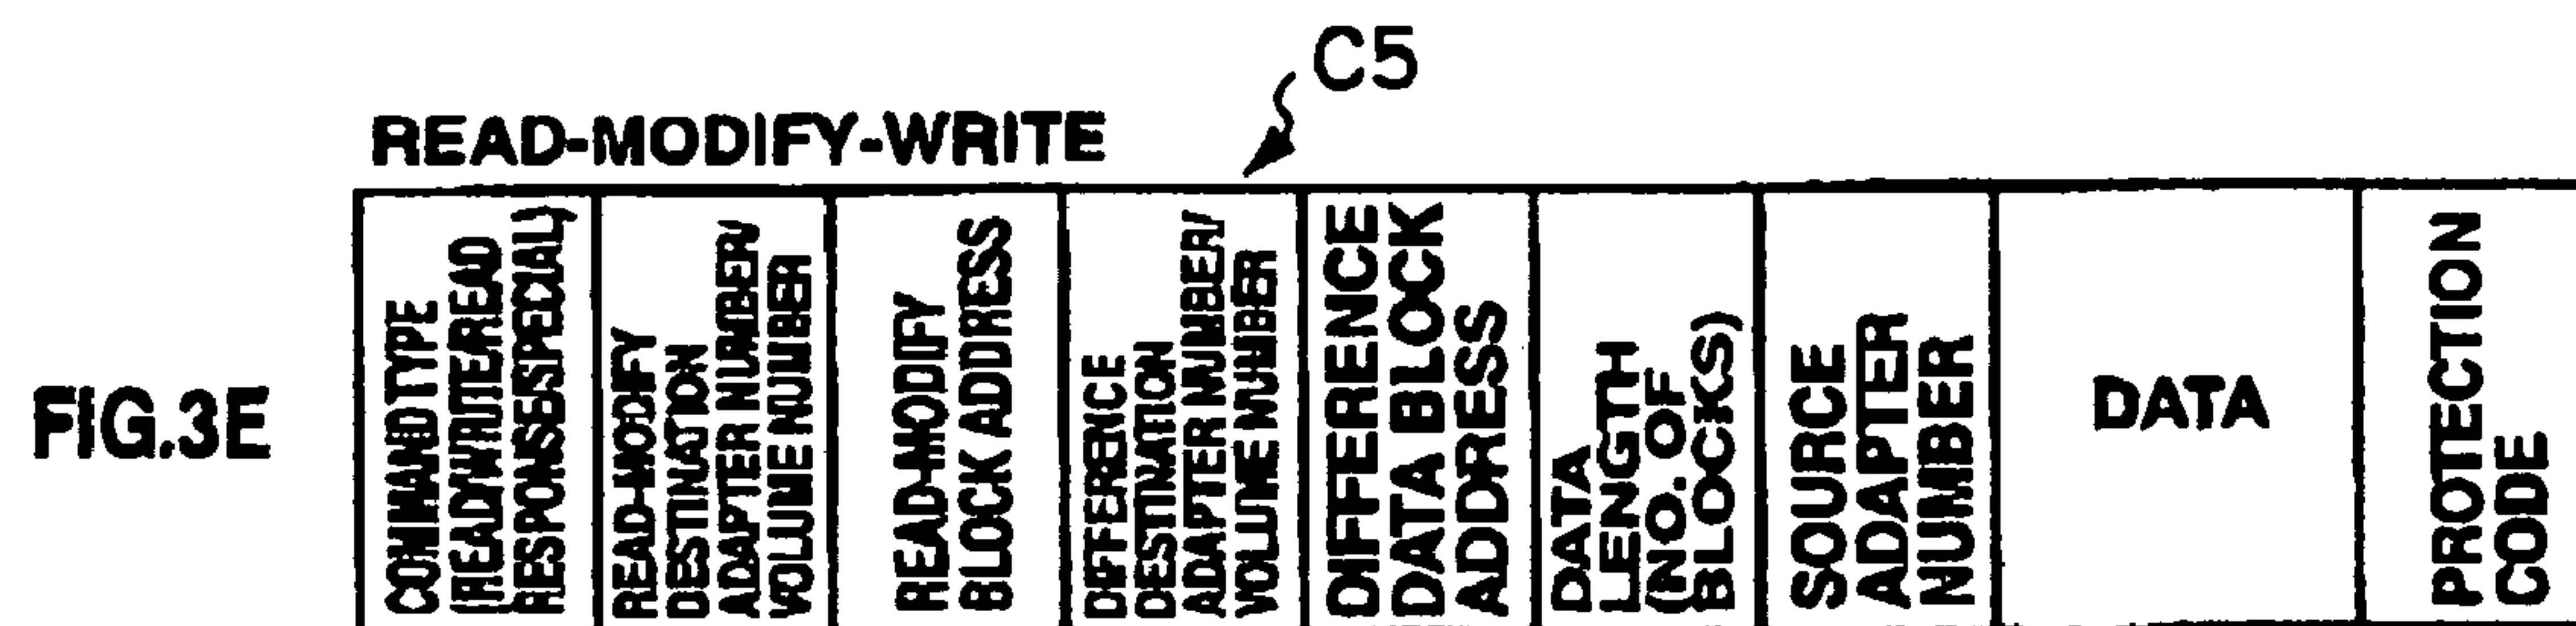 C5
READ-MODIFY-WRITE
FIG.3E
COMMAND TYPE
(READ/WRITE/READ
RESPONSE/SPECIAL)
READ-MODIFY
DESTINATION
ADAPTER NUMBER/
VOLUME NUMBER
READ-MODIFY
BLOCK ADDRESS
DIFFERENCE
DESTINATION
ADAPTER NUMBER/
VOLUME NUMBER
DIFFERENCE
DATA BLOCK
ADDRESS
DATA
LENGTH
(NO. OF
BLOCKS)
SOURCE
ADAPTER
NUMBER
DATA
PROTECTION
CODE